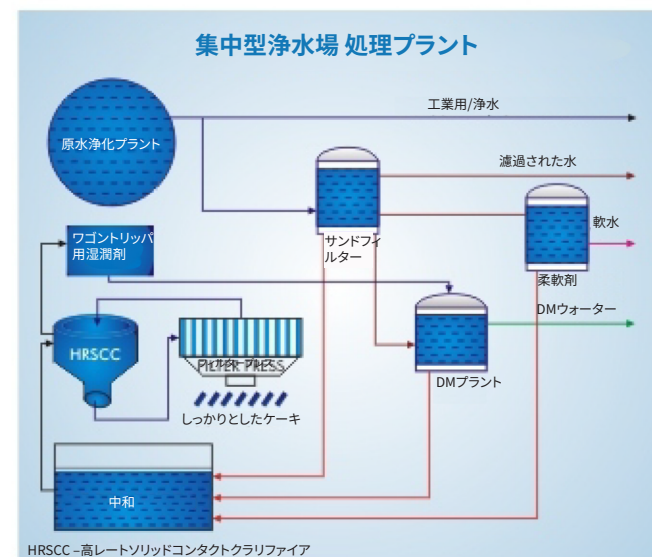 集中型浄水場 処理プラント
工業用/浄水
原水浄化プラント
濾過された水
ワゴントリッパ
用湿潤剤
サンドフィ
ルター
軟水
柔軟剤
DMウォーター
HRSCC
FILTER PRESS
しっかりとしたケーキ
DMプラント
中和
HRSCC –高レートソリッドコンタクトクラリファイア